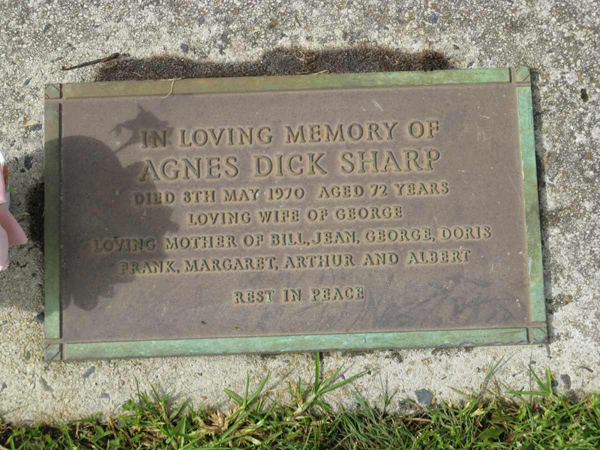 IN LOVING MEMORY OF
AGNES DICK SHARP
DIED 8TH MAY 1970 AGED 72 YEARS
LOVING WIFE OF GEORGE
LOVING MOTHER OF BILL, JEAN, GEORGE, DORIS
FRANK, MARGARET, ARTHUR AND ALBERT
REST IN PEACE